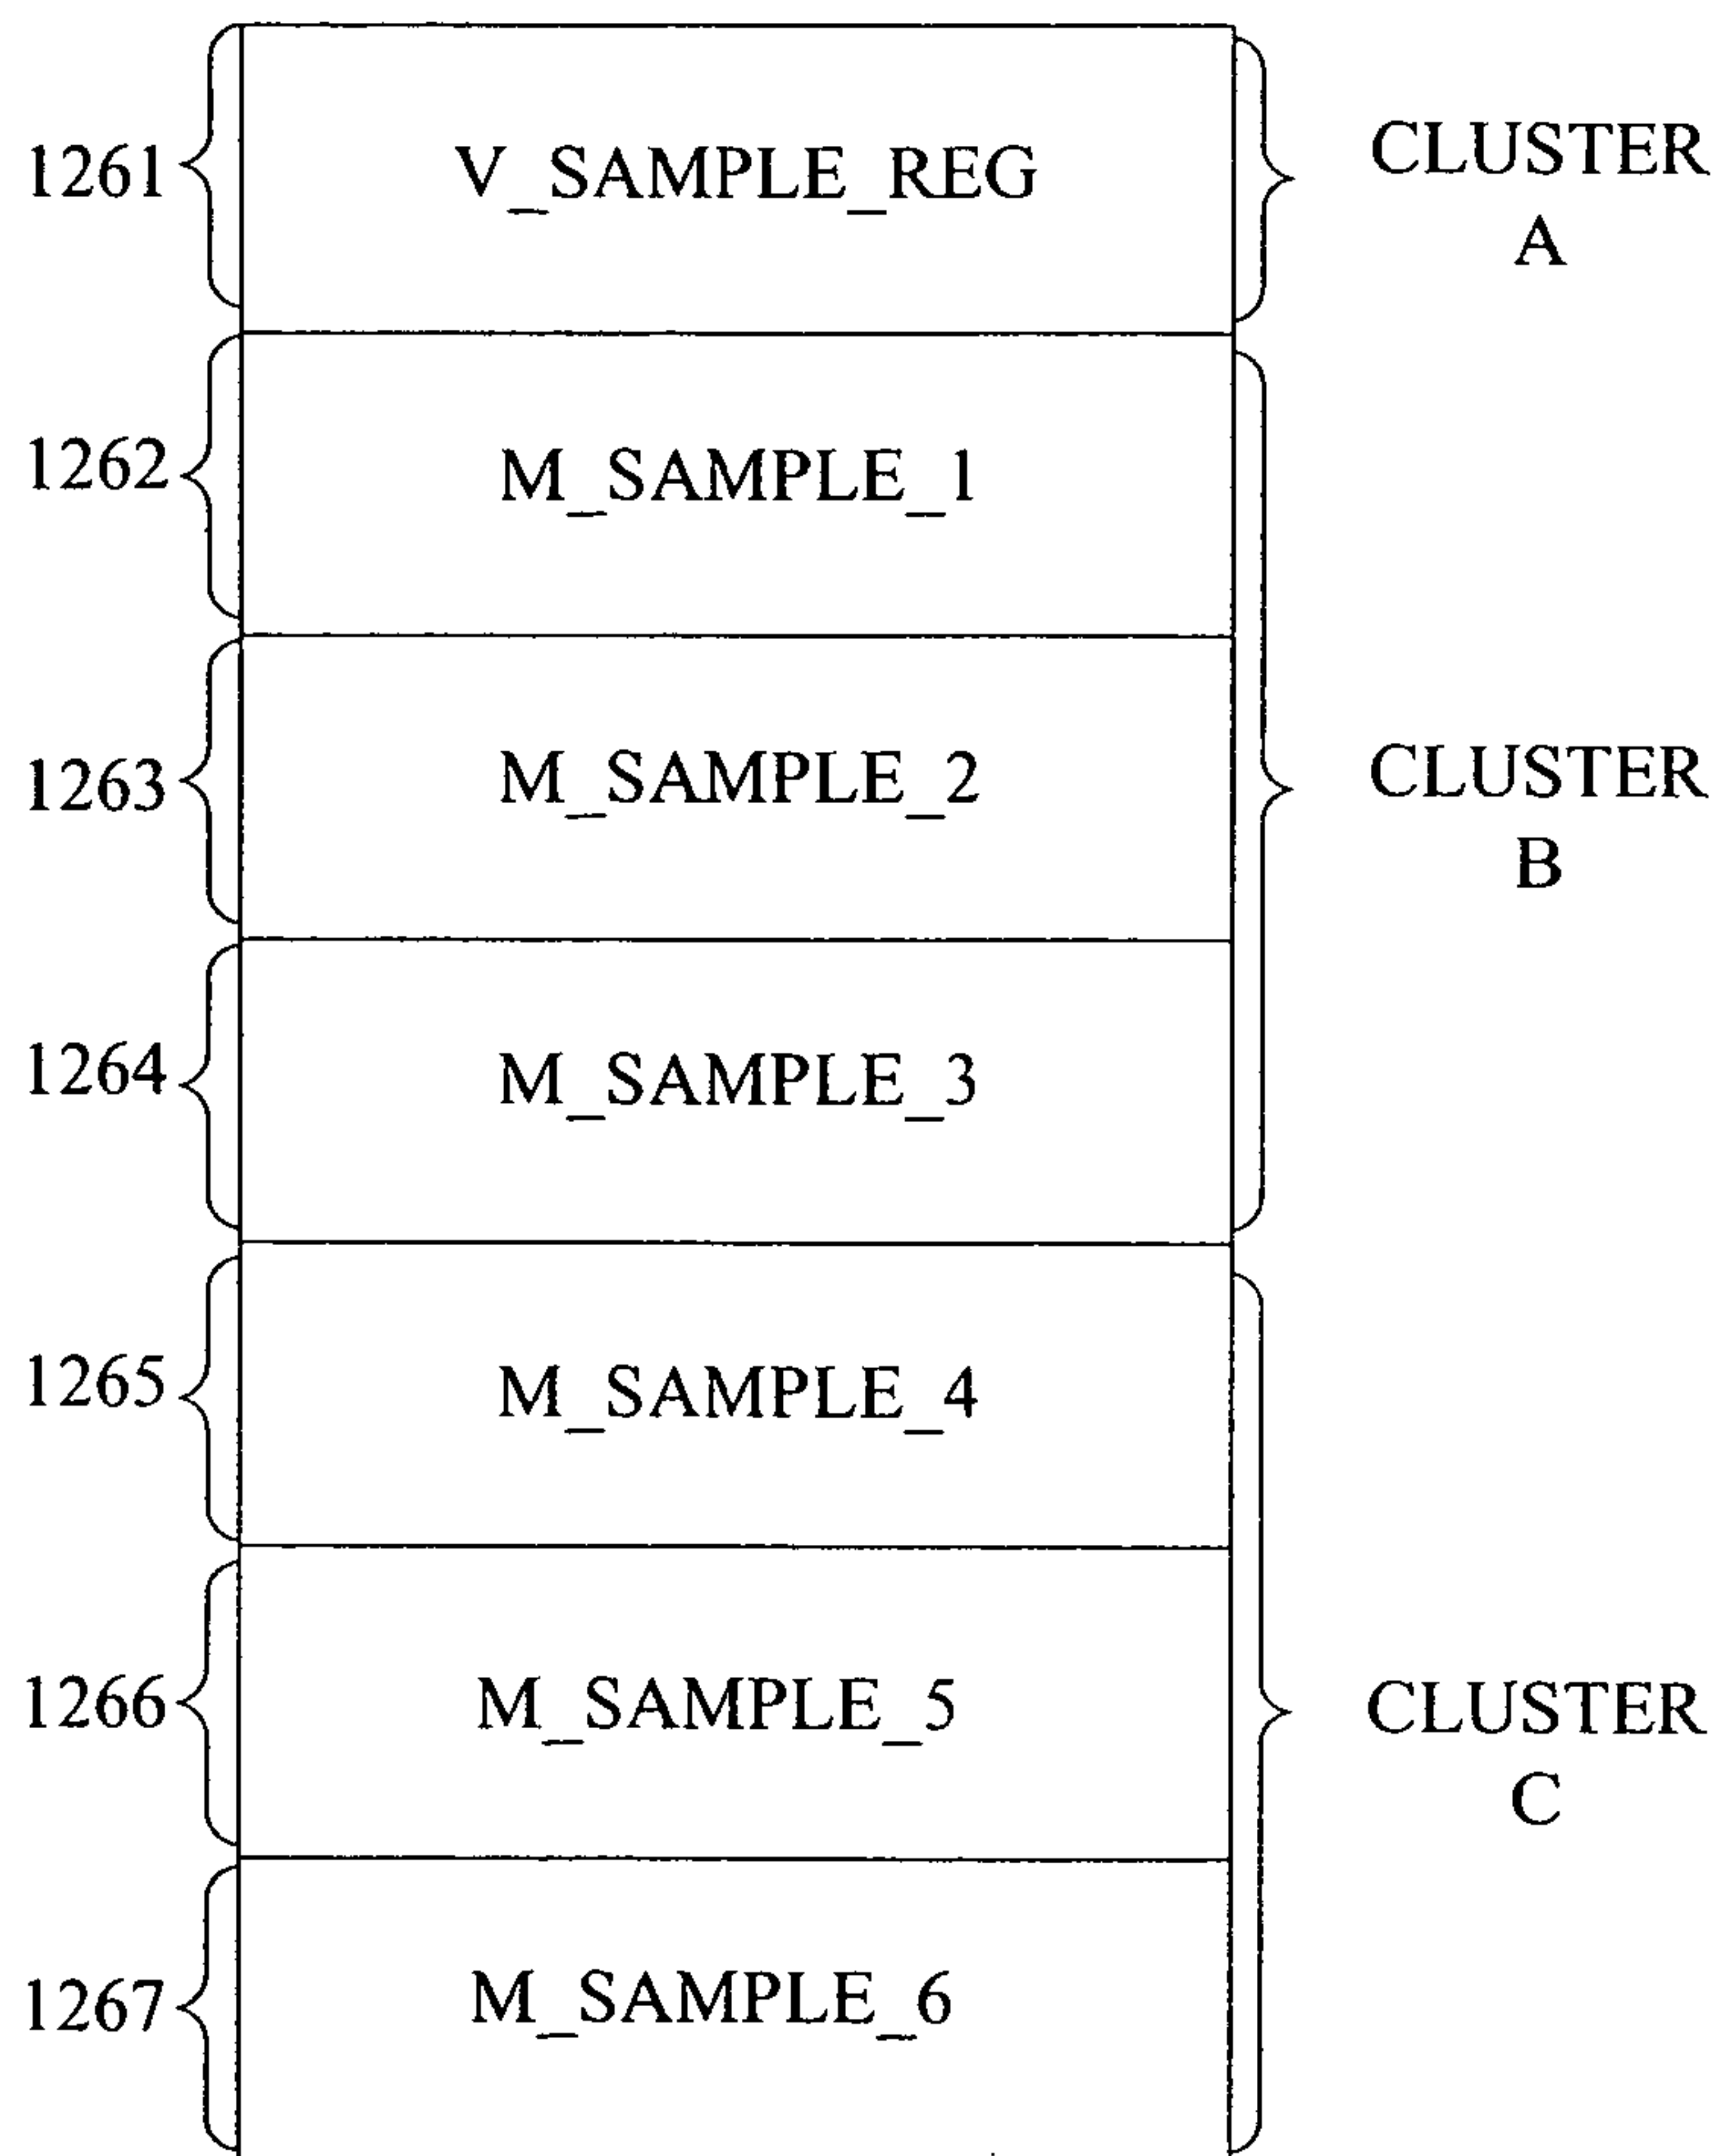 1261
V_SAMPLE_REG
CLUSTER
A
1262
M_SAMPLE_1
1263
M_SAMPLE_2
CLUSTER
B
1264
M_SAMPLE_3
1265
M_SAMPLE_4
1266
M_SAMPLE_5
CLUSTER
C
1267
M_SAMPLE_6